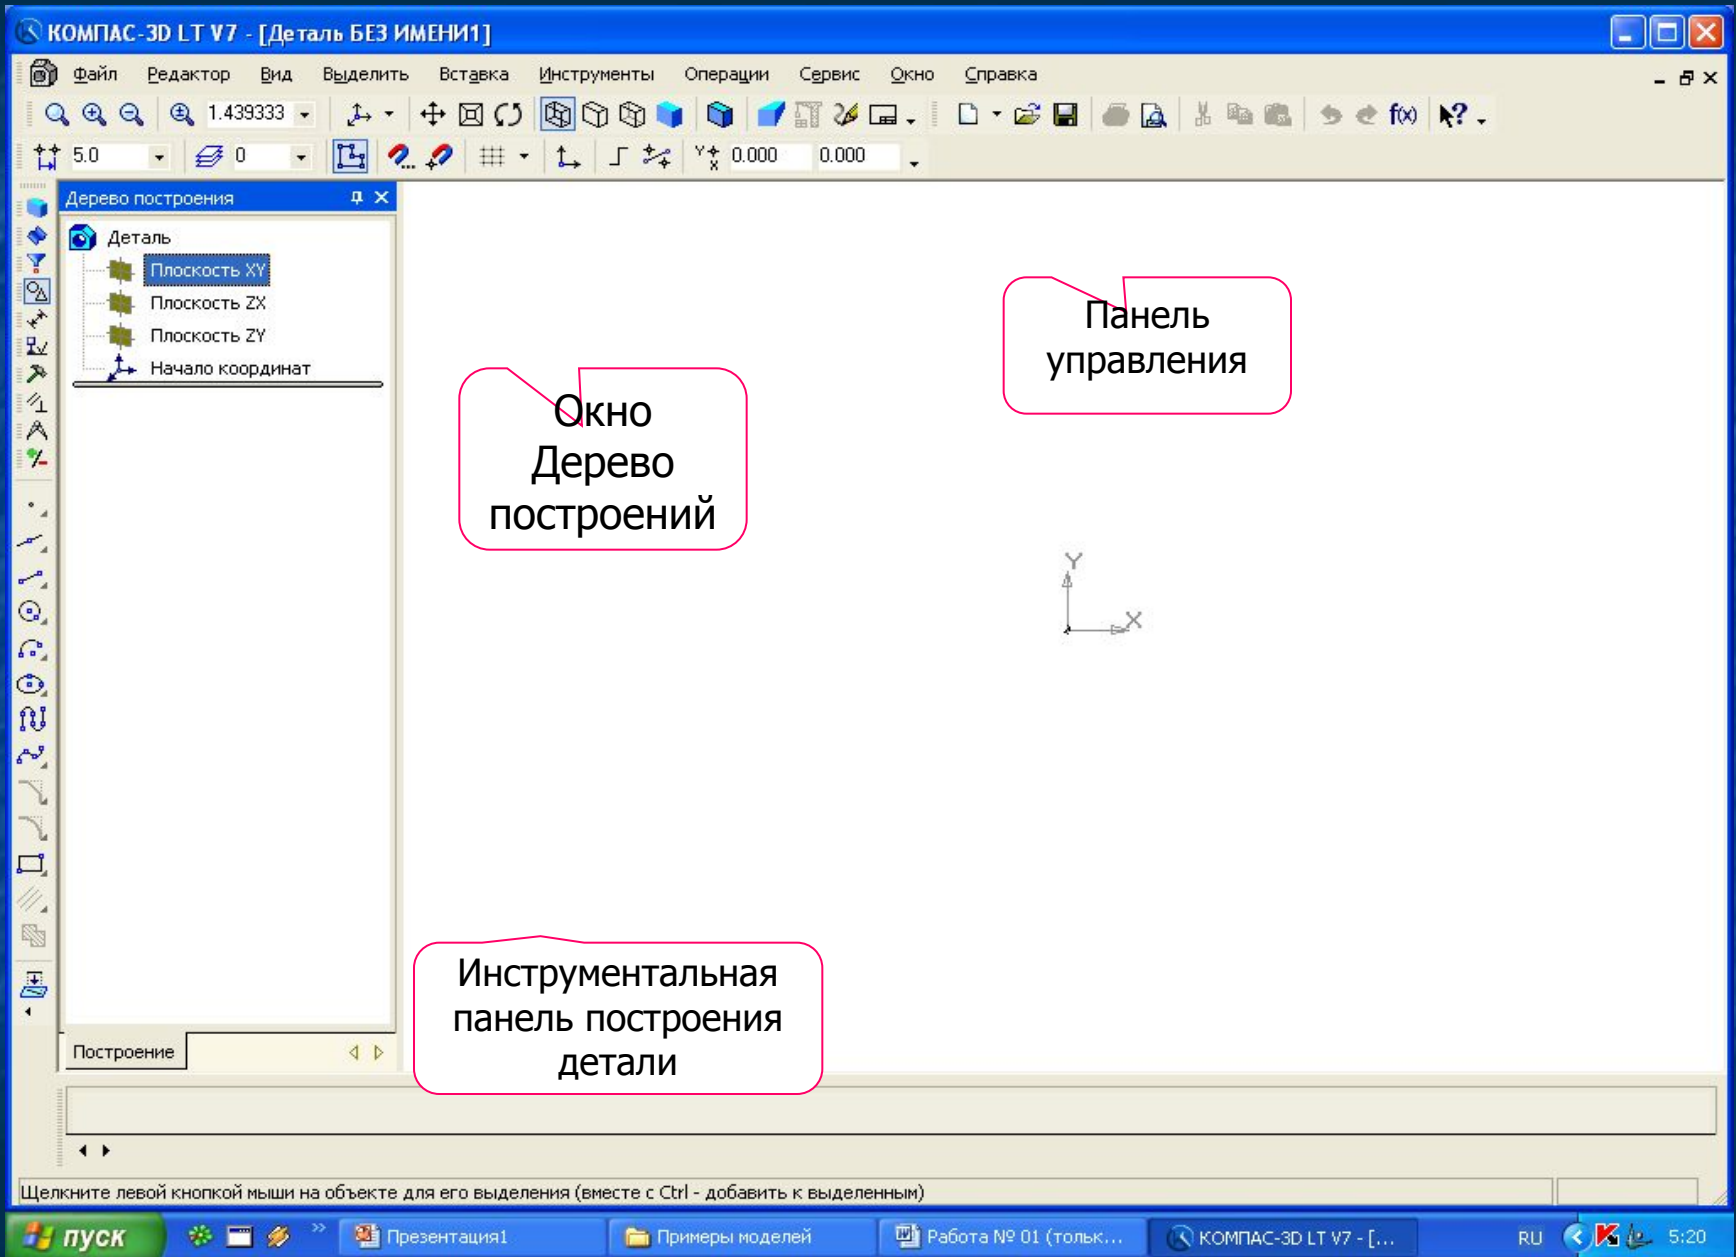 КОМПАС-3D LT V7 - [Деталь БЕЗ ИМЕНИ1]
Файл Редактор Вид Выделить Вставка Инструменты Операции Сервис Окно Справка
1.439333 f(x) ?
5.0 0 Y X 0.000 0.000
Дерево построения
Деталь
Плоскость XY
Плоскость ZX
Плоскость ZY
Начало координат
Панель
управления
Окно
Дерево
построений
Y
X
Инструментальная
панель построения
детали
Построение
Щелкните левой кнопкой мыши на объекте для его выделения (вместе с Ctrl - добавить к выделенным)
пуск » Презентация1 Примеры моделей Работа № 01 (тольк... КОМПАС-3D LT V7 - [... RU 5:20